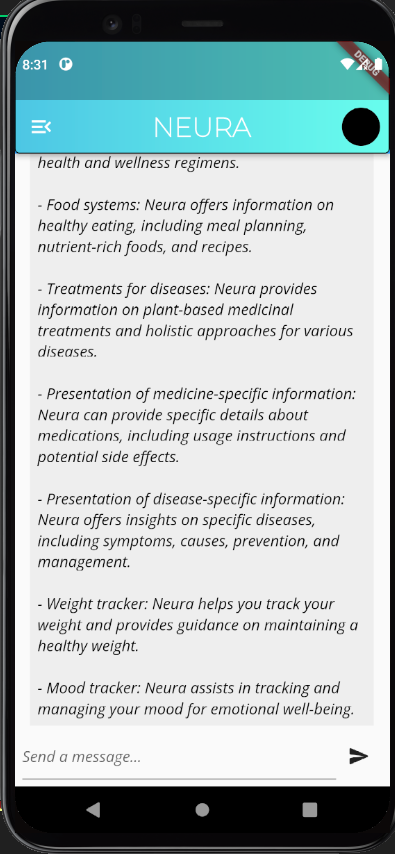 8:31
DEBUG
NEURA
health and wellness regimens.
- Food systems: Neura offers information on
healthy eating, including meal planning,
nutrient-rich foods, and recipes.
- Treatments for diseases: Neura provides
information on plant-based medicinal
treatments and holistic approaches for various
diseases.
- Presentation of medicine-specific information:
Neura can provide specific details about
medications, including usage instructions and
potential side effects.
- Presentation of disease-specific information:
Neura offers insights on specific diseases,
including symptoms, causes, prevention, and
management.
- Weight tracker: Neura helps you track your
weight and provides guidance on maintaining a
healthy weight.
- Mood tracker: Neura assists in tracking and
managing your mood for emotional well-being.
Send a message...